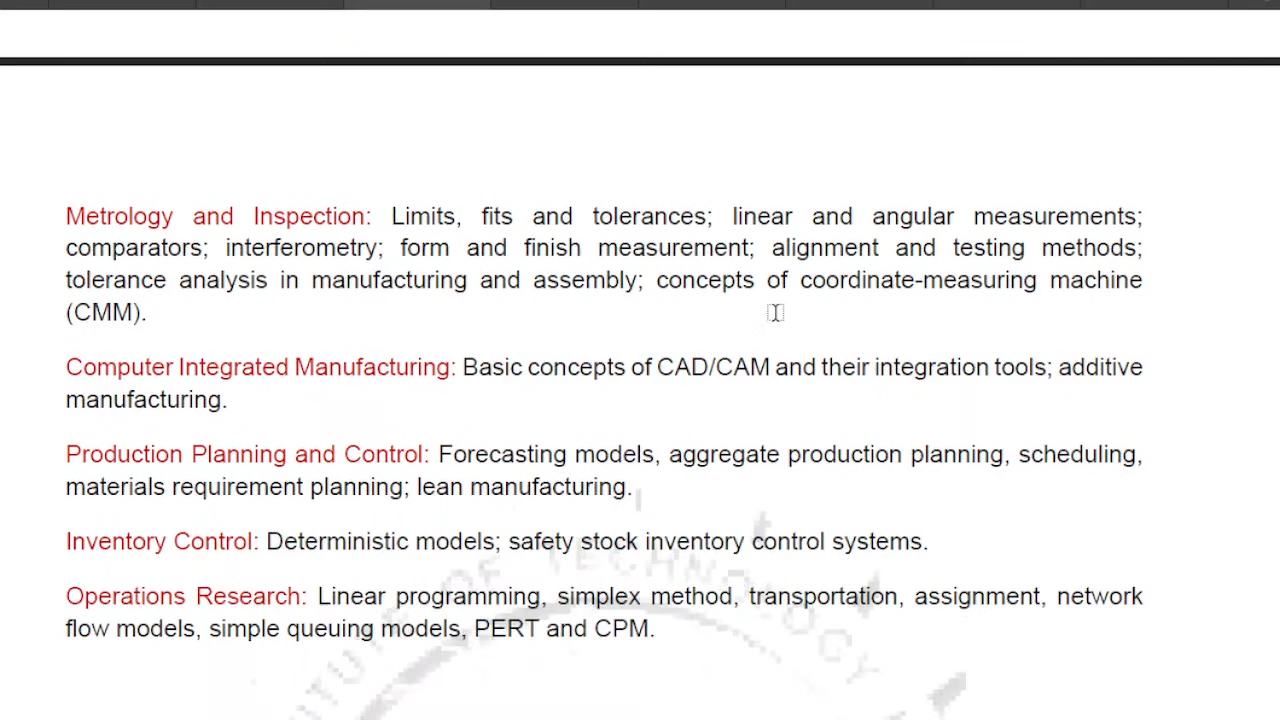 Metrology and Inspection: Limits, fits and tolerances; linear and angular measurements;
comparators; interferometry; form and finish measurement; alignment and testing methods;
tolerance analysis in manufacturing and assembly; concepts of coordinate-measuring machine
(CMM).
Computer Integrated Manufacturing: Basic concepts of CAD/CAM and their integration tools; additive
manufacturing.
Production Planning and Control: Forecasting models, aggregate production planning, scheduling,
materials requirement planning; lean manufacturing.
Inventory Control: Deterministic models; safety stock inventory control systems.
Operations Research: Linear programming, simplex method, transportation, assignment, network
flow models, simple queuing models, PERT and CPM.
OF TECHNOLOGY